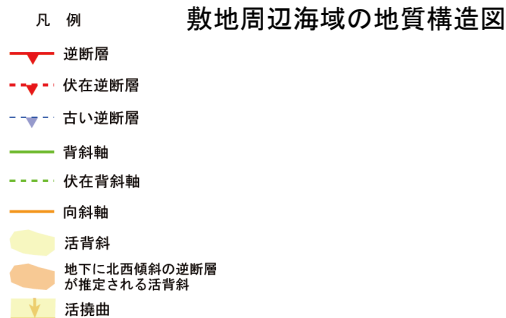 敷地周辺海域の地質構造図
凡 例
逆断層
伏在逆断層
古い逆断層
背斜軸
伏在背斜軸
向斜軸
活背斜
地下に北西傾斜の逆断層
が推定される活背斜
活撓曲